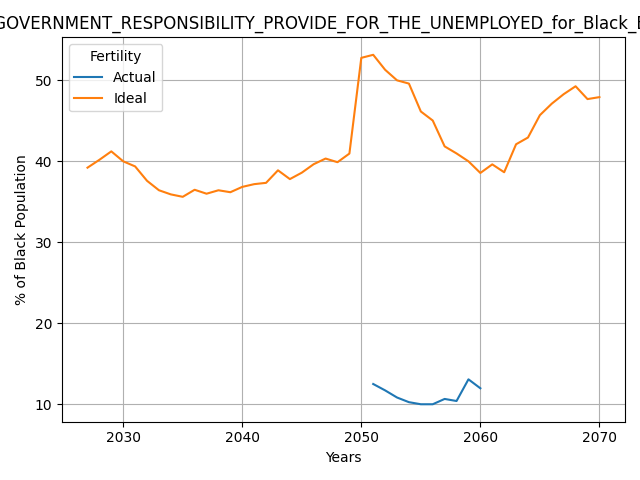 GOVERNMENT_RESPONSIBILITY_PROVIDE_FOR_THE_UNEMPLOYED_for_Black_
Fertility
Actual
Ideal
% of Black Population
50
40
30
20
10
2030 2040 2050 2060 2070
Years